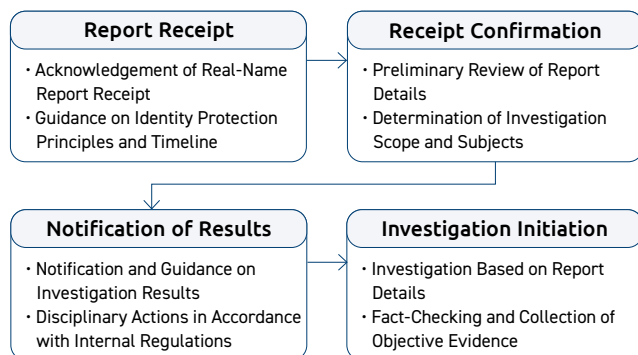 Report Receipt
· Acknowledgement of Real-Name
Report Receipt
· Guidance on Identity Protection
Principles and Timeline
Receipt Confirmation
· Preliminary Review of Report
Details
· Determination of Investigation
Scope and Subjects
Notification of Results
· Notification and Guidance on
Investigation Results
· Disciplinary Actions in Accordance
with Internal Regulations
Investigation Initiation
· Investigation Based on Report
Details
· Fact-Checking and Collection of
Objective Evidence